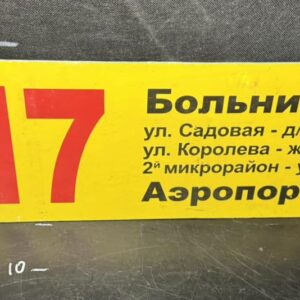 17 Больни
ул. Садовая - д/
ул. Королева - ж
2й микрорайон - у
Аэропор
10 –